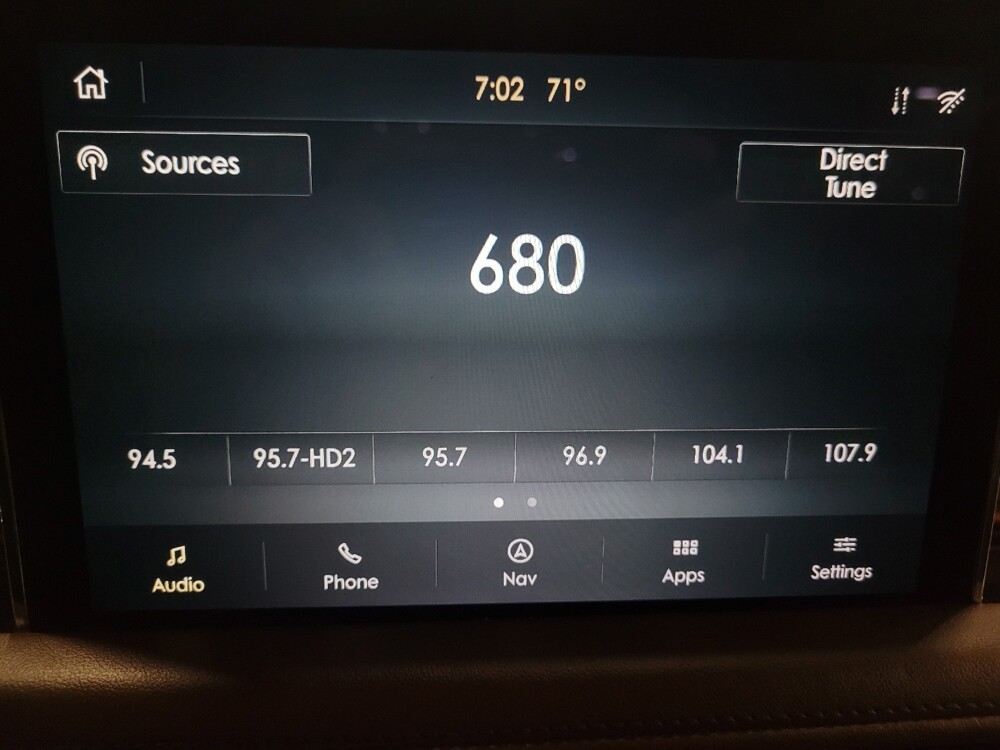 7:02 71°
Sources
Direct
Tune
680
94.5 95.7-HD2 95.7 96.9 104.1 107.9
Audio Phone Nav Apps Settings